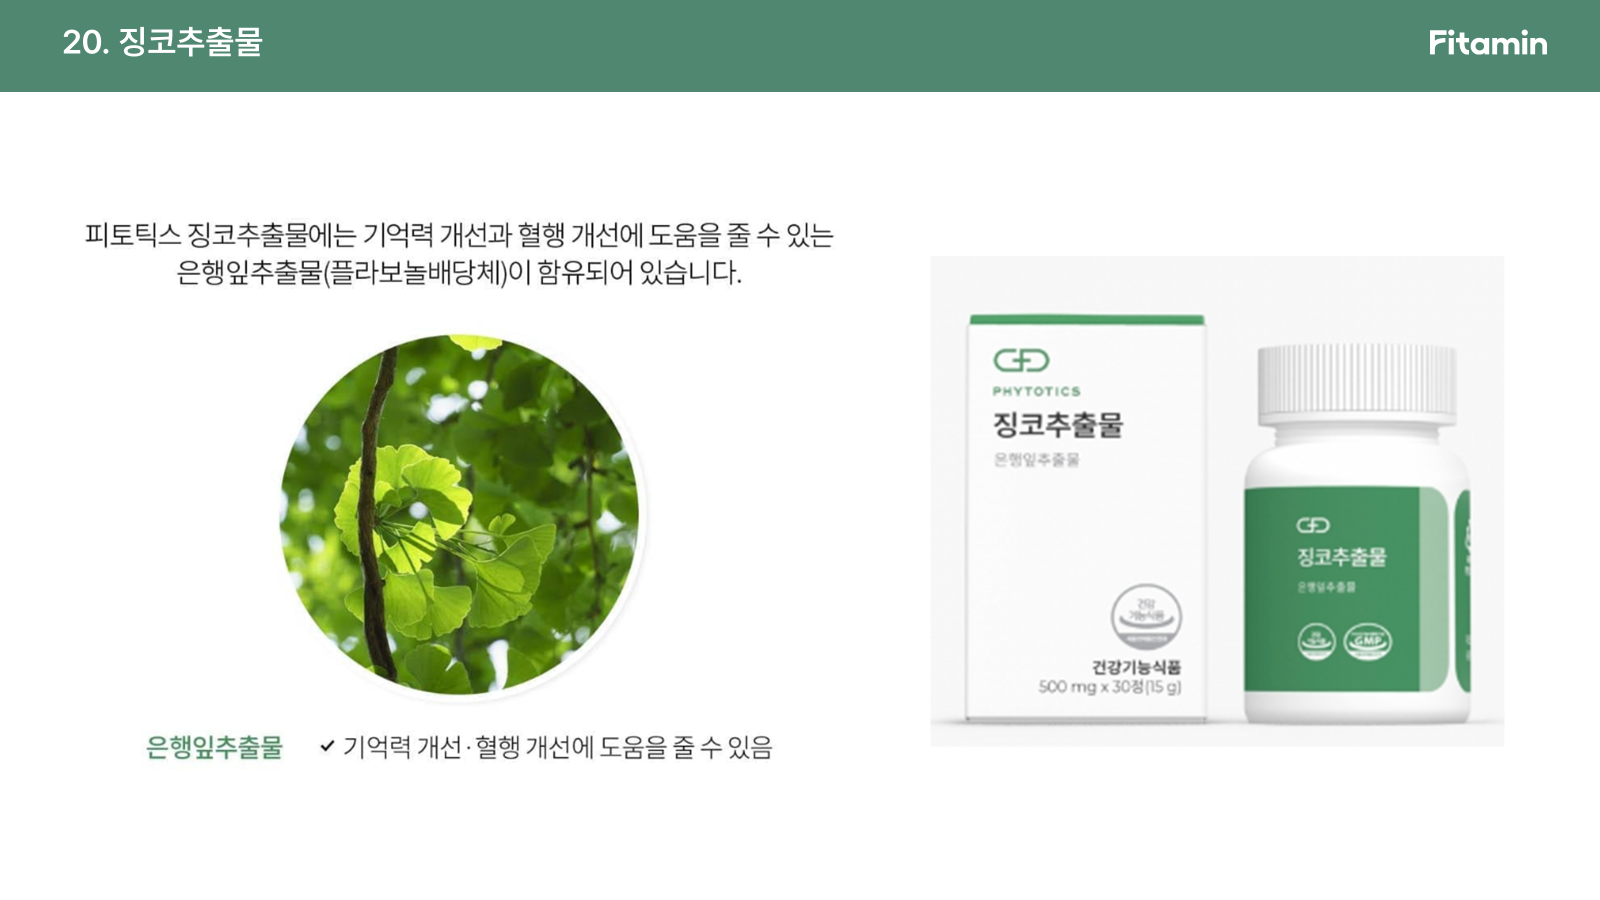 20. 징코추출물
Fitamin
피토틱스 징코추출물에는 기억력 개선과 혈행 개선에 도움을 줄 수 있는
은행잎추출물(플라보놀배당체)이 함유되어 있습니다.
은행잎추출물
✓ 기억력 개선·혈행 개선에 도움을 줄 수 있음
PHYTOTICS
징코추출물
은행잎추출물
건강
기능식품
건강기능식품
500 mg x 30정(15 g)
징코추출물
은행잎추출물
GMP